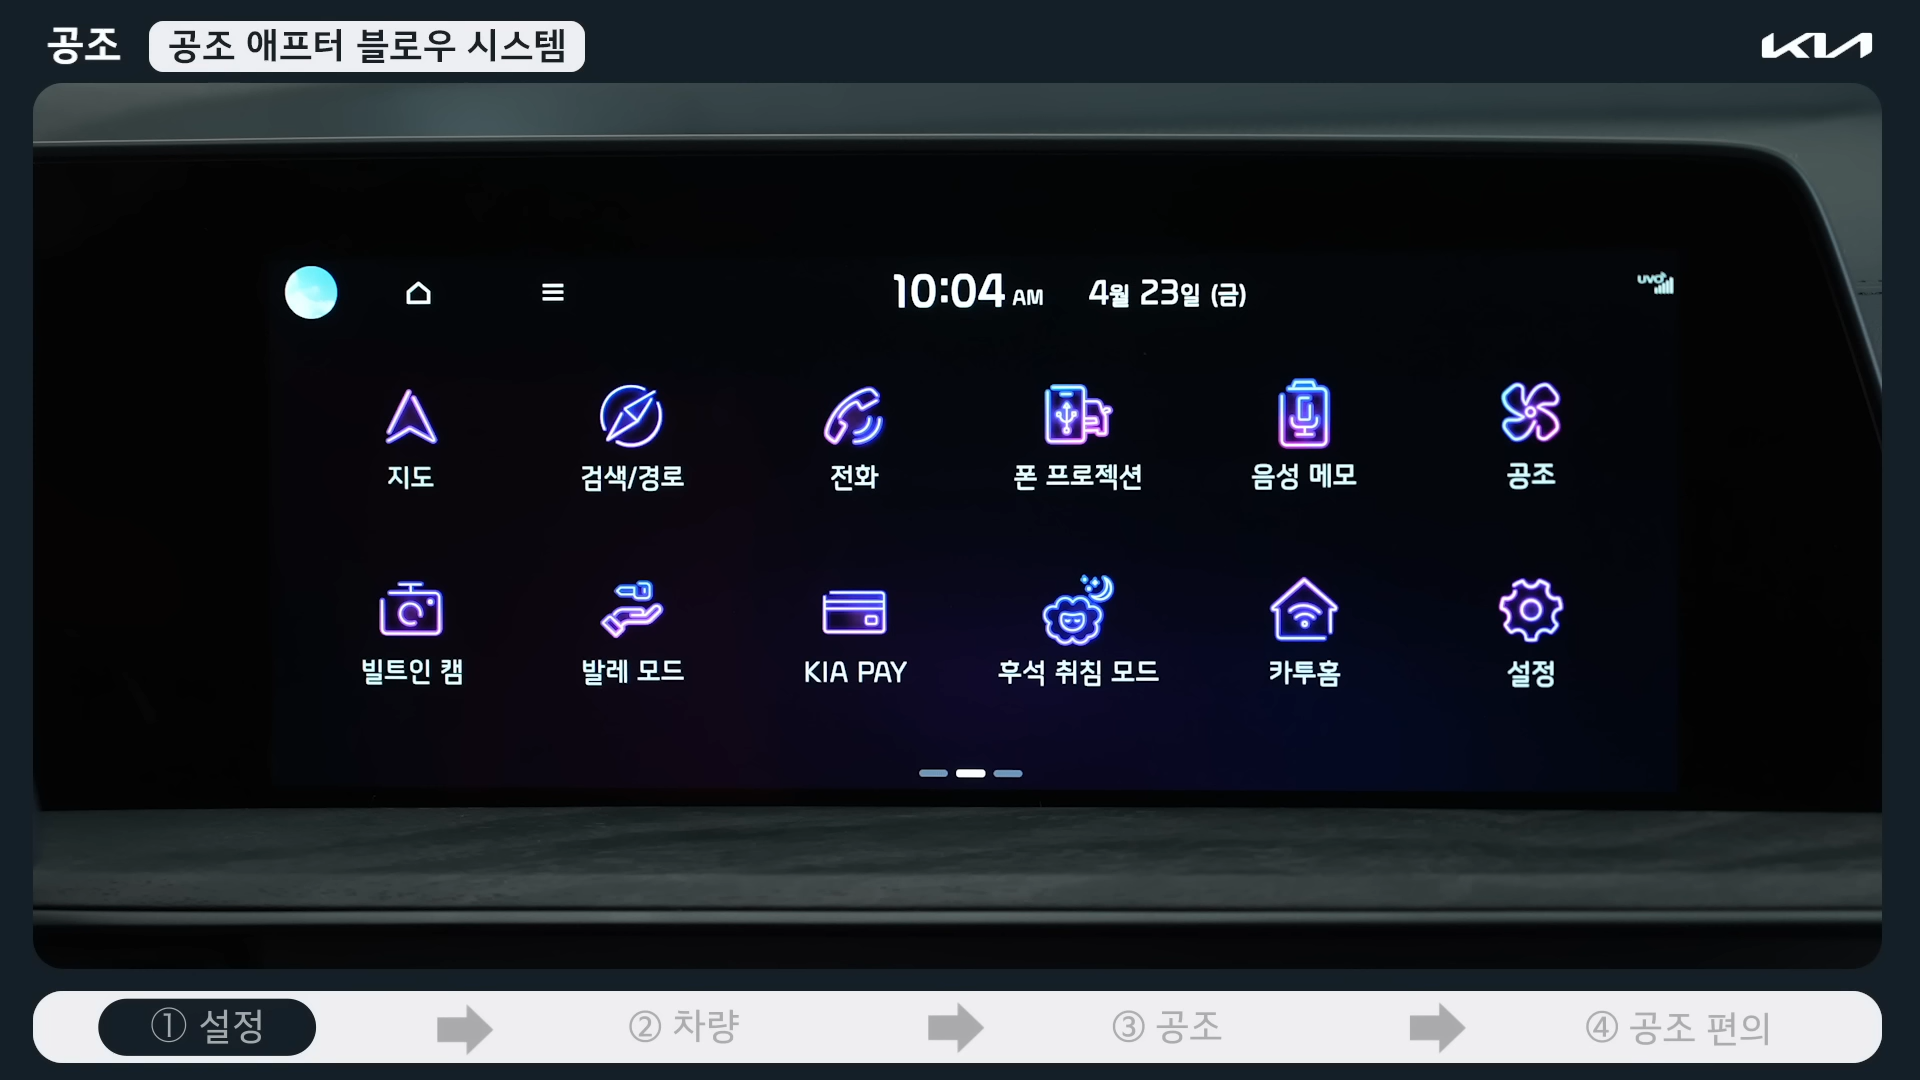 공조 공조 애프터 블로우 시스템 KIA
10:04 AM 4월 23일 (금) UVO
지도 검색/경로 전화 폰 프로젝션 음성 메모 공조
빌트인 캠 발레 모드 KIA PAY 후석 취침 모드 카투홈 설정
① 설정 ② 차량 ③ 공조 ④ 공조 편의